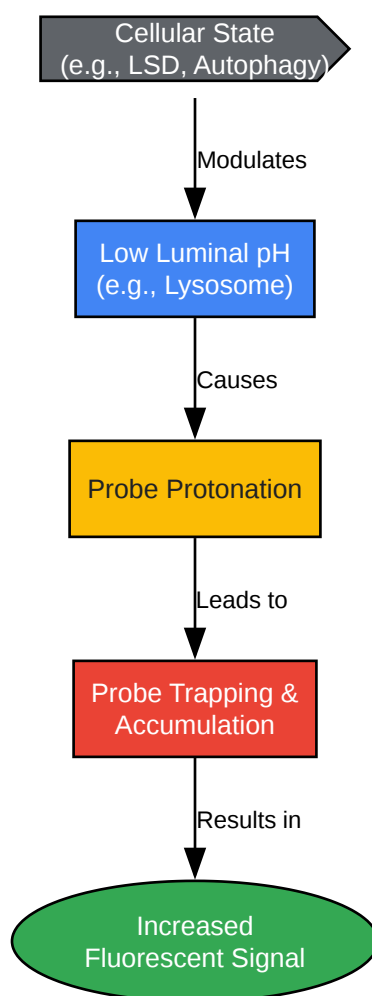 Cellular State
(e.g., LSD, Autophagy)
Modulates
Low Luminal pH
(e.g., Lysosome)
Causes
Probe Protonation
Leads to
Probe Trapping &
Accumulation
Results in
Increased
Fluorescent Signal